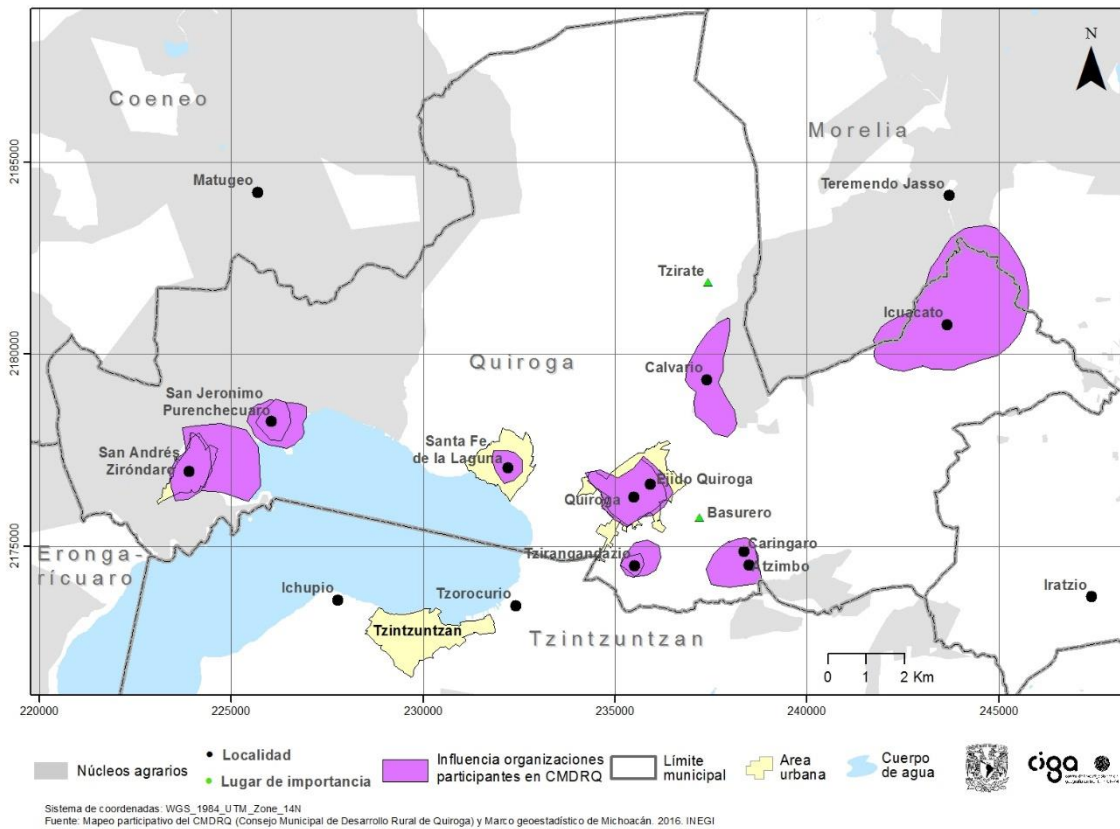 N
Coeneo
Morelia
2185000
2185000
Matugeo
Teremendo Jasso
Tzirate
Icuacato
Quiroga
2180000
2180000
Calvario
San Jeronimo
Purenchecuaro
Santa Fe
de la Laguna
San Andrés
Ziróndaro
Ejido Quiroga
Quiroga
Basurero
2175000
2175000
Caringaro
Tzirangandazio
Atzimbo
Eronga-
rícuaro
Ichupio
Tzorocurio
Iratzio
Tzintzuntzan
Tzintzuntzan
0 1 2 Km
220000 225000 230000 235000 240000 245000
Núcleos agrarios
Localidad
Lugar de importancia
Influencia organizaciones
participantes en CMDRQ
Límite
municipal
Area
urbana
Cuerpo
de agua
ciga
Sistema de coordenadas: WGS_1984_UTM_Zone_14N
Fuente: Mapeo participativo del CMDRQ (Consejo Municipal de Desarrollo Rural de Quiroga) y Marco geoestadístico de Michoacán. 2016. INEGI